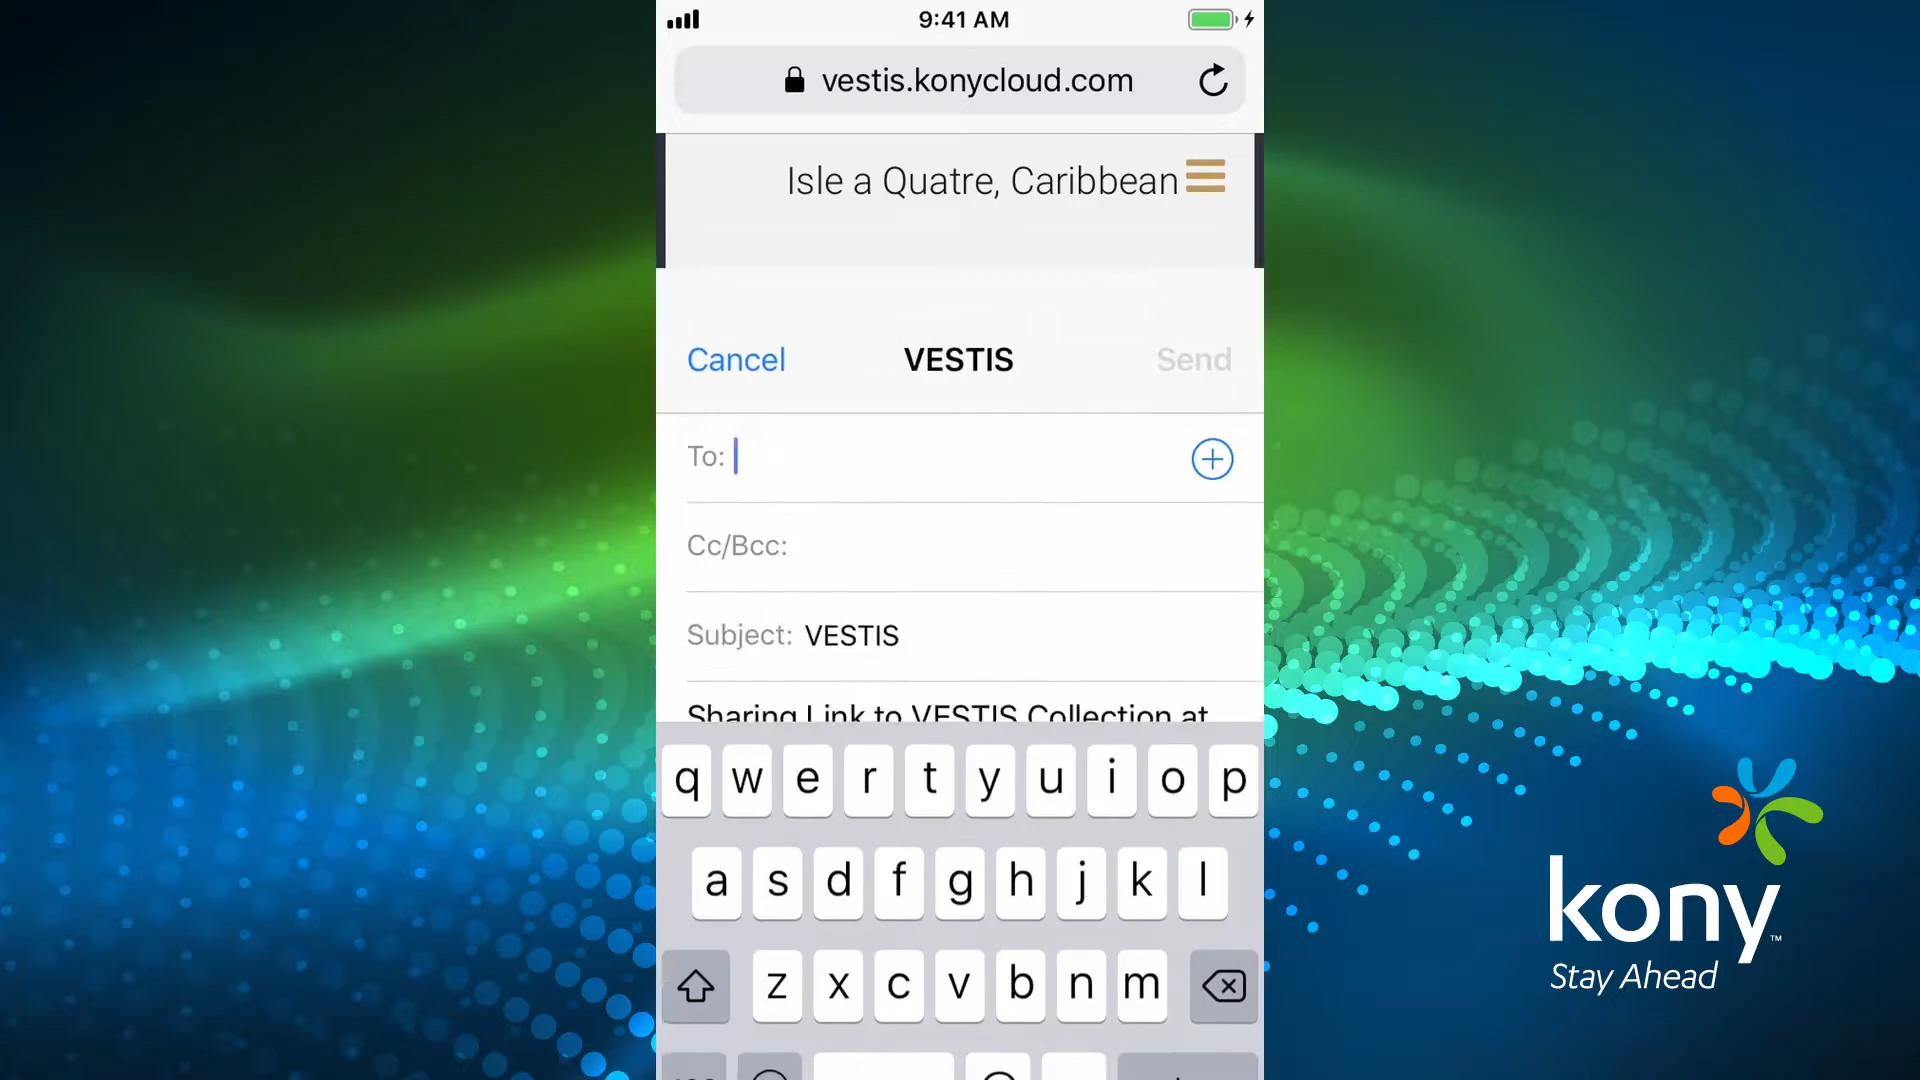 9:41 AM
vestis.konycloud.com
Isle a Quatre, Caribbean
Cancel VESTIS Send
To:
Cc/Bcc:
Subject: VESTIS
Sharing Link to VESTIS Collection at
q w e r t y u i o p
a s d f g h j k l
z x c v b n m
kony™
Stay Ahead